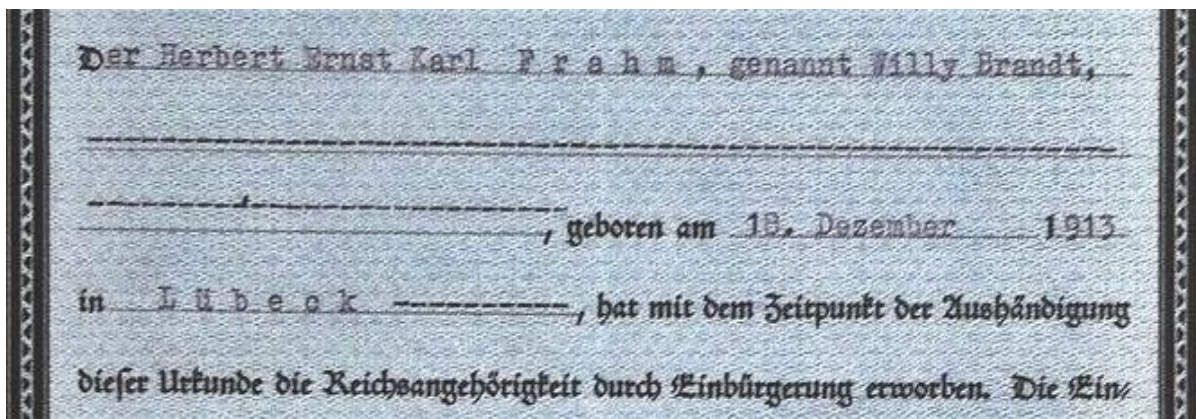 Der Herbert Ernst Karl F r a h m , genannt Willy Brandt,
, geboren am 18. Dezember 1913
in L ü b e c k ----------, hat mit dem Zeitpunkt der Aushändigung
dieser Urkunde die Reichsangehörigkeit durch Einbürgerung erworben. Die Ein⸗